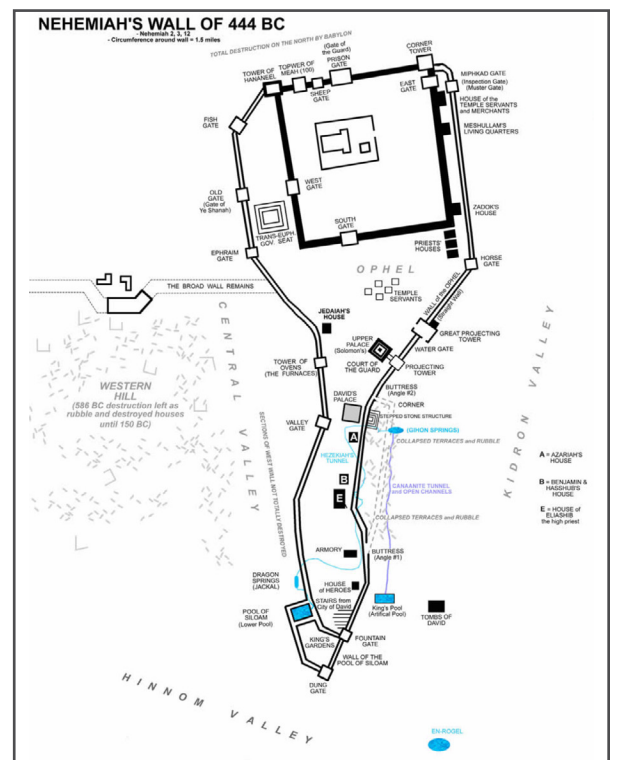 NEHEMIAH'S WALL OF 444 BC
- Nehemiah 2, 3, 12
- Circumference around wall = 1.5 miles
TOTAL DESTRUCTION ON THE NORTH BY BABYLON
TOWER OF
HANANEEL
TOPWER OF
MEAH (100)
SHEEP
GATE
(Gate of
the Guard)
PRISON
GATE
CORNER
TOWER
EAST
GATE
MIPHKAD GATE
(Inspection Gate)
(Muster Gate)
HOUSE of the
TEMPLE SERVANTS
and MERCHANTS
MESHULLAM'S
LIVING QUARTERS
FISH
GATE
OLD
GATE
(Gate of
Ye Shanah)
WEST
GATE
TRANS-EUPH.
GOV. SEAT
SOUTH
GATE
ZADOK'S
HOUSE
PRIESTS'
HOUSES
EPHRAIM
GATE
HORSE
GATE
OPHEL
TEMPLE
SERVANTS
WALL of the OPHEL
(Straight Wall)
THE BROAD WALL REMAINS
JEDAIAH'S
HOUSE
GREAT PROJECTING
TOWER
WATER GATE
UPPER
PALACE
(Solomon's)
COURT OF
THE GUARD
PROJECTING
TOWER
TOWER OF
OVENS
(THE FURNACES)
BUTTRESS
(Angle #2)
CENTRAL VALLEY
KIDRON VALLEY
WESTERN
HILL
(586 BC destruction left as
rubble and destroyed houses
until 150 BC)
DAVID'S
PALACE
CORNER
STEPPED STONE STRUCTURE
VALLEY
GATE
A
(GIHON SPRINGS)
COLLAPSED TERRACES and RUBBLE
HEZEKIAH'S
TUNNEL
A = AZARIAH'S
HOUSE
B
B = BENJAMIN &
HASSHUB'S
HOUSE
E
E = HOUSE of
ELIASHIB
the high priest
CANAANITE TUNNEL
and OPEN CHANNELS
SECTIONS OF WEST WALL NOT TOTALLY DESTROYED
COLLAPSED TERRACES and RUBBLE
ARMORY
BUTTRESS
(Angle #1)
DRAGON
SPRINGS
(JACKAL)
HOUSE
of HEROES
STAIRS from
City of David
POOL OF
SILOAM
(Lower Pool)
King's Pool
(Artifical Pool)
TOMBS OF
DAVID
KING'S
GARDENS
FOUNTAIN
GATE
WALL OF THE
POOL OF SILOAM
DUNG
GATE
HINNOM VALLEY
EN-ROGEL